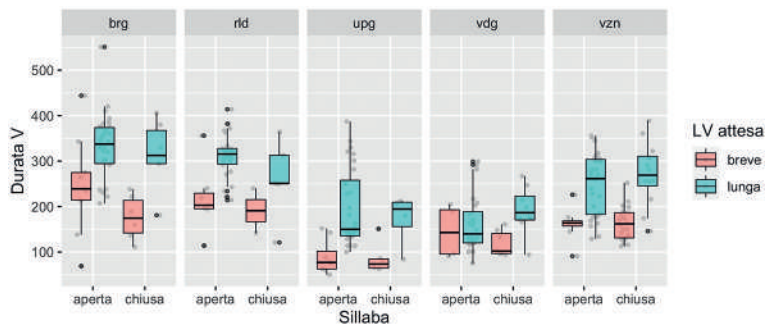 brg rld upg vdg vzn
500
400
300
200
100
Durata V
aperta chiusa aperta chiusa aperta chiusa aperta chiusa aperta chiusa
Sillaba
LV attesa
breve
lunga